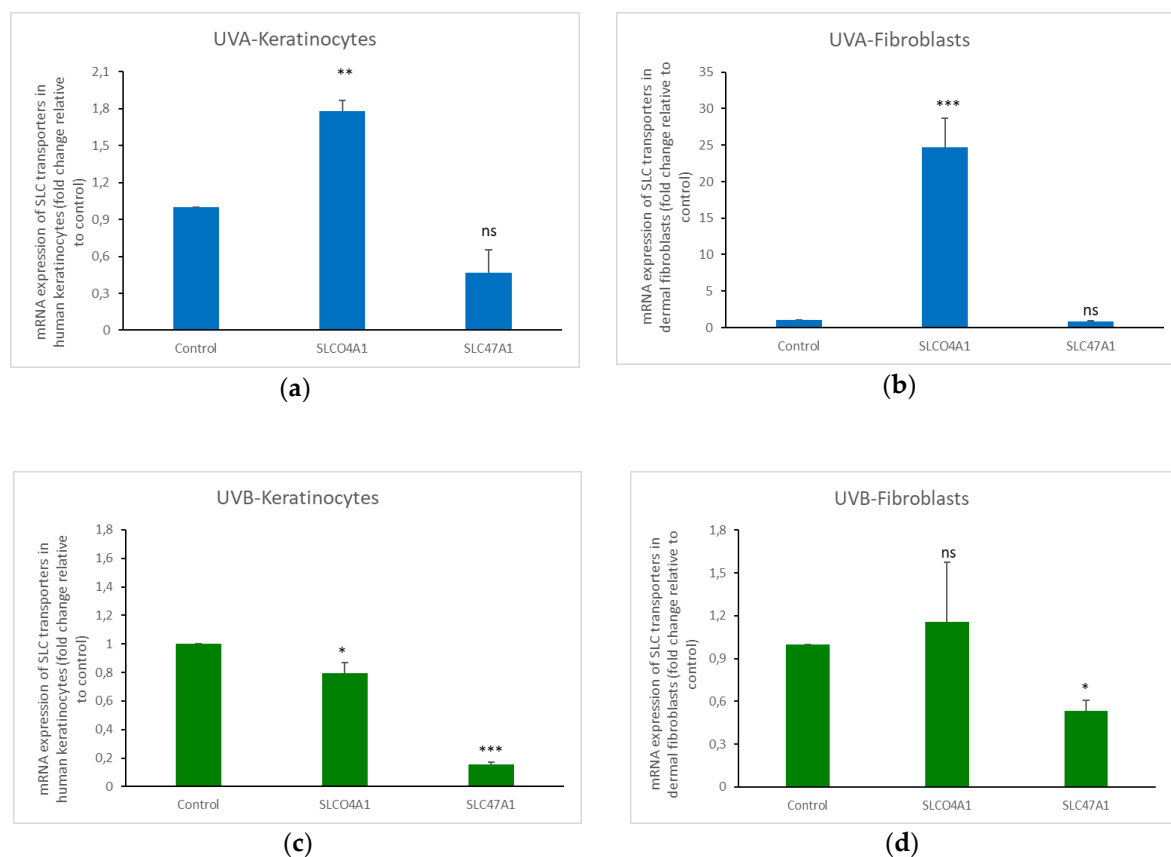 UVA-Keratinocytes
mRNA expression of SLC transporters in
human keratinocytes (fold change relative
to control)
2,1
1,8
1,5
1,2
0,9
0,6
0,3
0
**
ns
Control
SLCO4A1
SLC47A1
(a)
UVA-Fibroblasts
mRNA expression of SLC transporters in
dermal fibroblasts (fold change relative to
control)
35
30
25
20
15
10
5
0
***
ns
Control
SLCO4A1
SLC47A1
(b)
UVB-Keratinocytes
mRNA expression of SLC transporters in
human keratinocytes (fold change relative
to control)
1,8
1,6
1,4
1,2
1
0,8
0,6
0,4
0,2
0
*
***
Control
SLCO4A1
SLC47A1
(c)
UVB-Fibroblasts
mRNA expression of SLC transporters in
dermal fibroblasts (fold change relative to
control)
1,8
1,5
1,2
0,9
0,6
0,3
0
ns
*
Control
SLCO4A1
SLC47A1
(d)